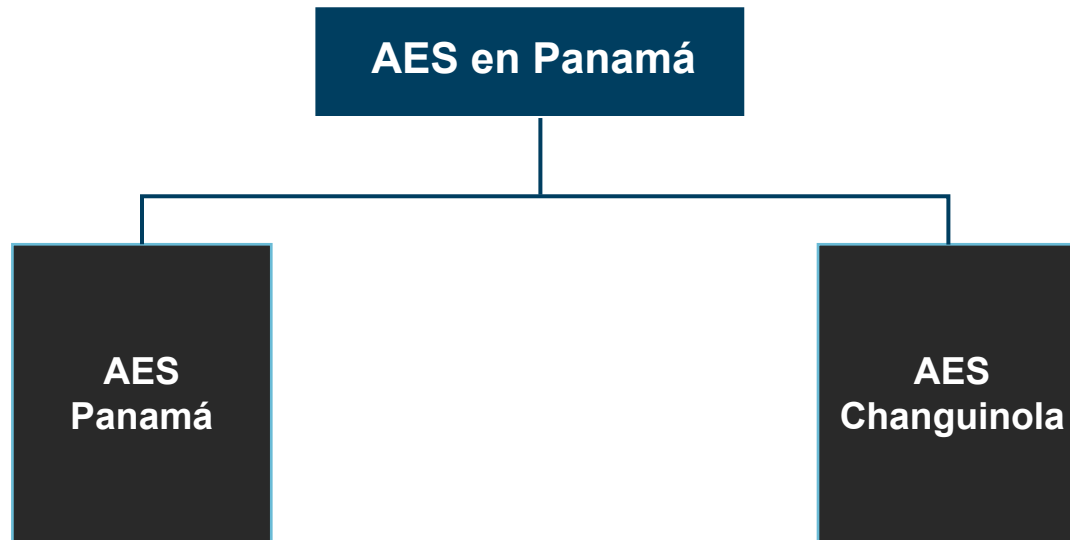 AES en Panamá
AES
Panamá
AES
Changuinola